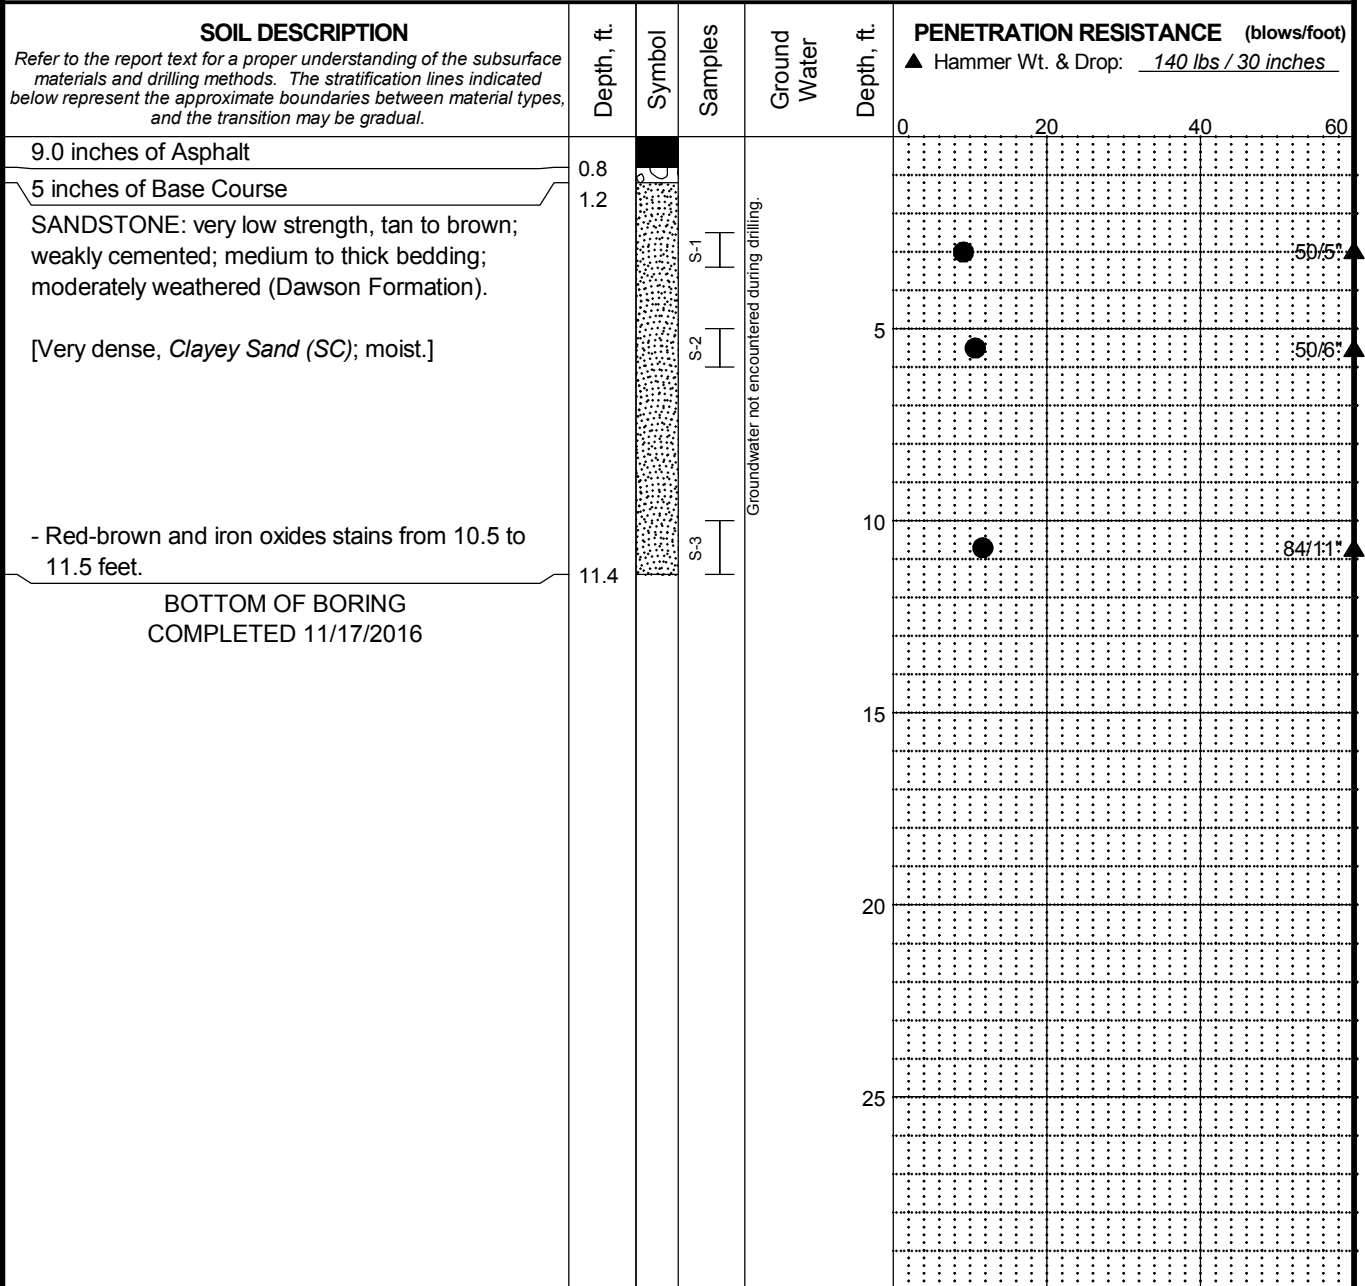 SOIL DESCRIPTION
Refer to the report text for a proper understanding of the subsurface
materials and drilling methods. The stratification lines indicated
below represent the approximate boundaries between material types,
and the transition may be gradual.
Depth, ft.
Symbol
Samples
Ground
Water
Depth, ft.
PENETRATION RESISTANCE (blows/foot)
▲ Hammer Wt. & Drop: 140 lbs / 30 inches
0 20 40 60
9.0 inches of Asphalt
0.8
5 inches of Base Course
1.2
SANDSTONE: very low strength, tan to brown;
weakly cemented; medium to thick bedding;
moderately weathered (Dawson Formation).
[Very dense, Clayey Sand (SC); moist.]
- Red-brown and iron oxides stains from 10.5 to
11.5 feet.
11.4
BOTTOM OF BORING
COMPLETED 11/17/2016
S-1
S-2
S-3
Groundwater not encountered during drilling.
5
10
15
20
25
50/5"
50/6"
84/11"